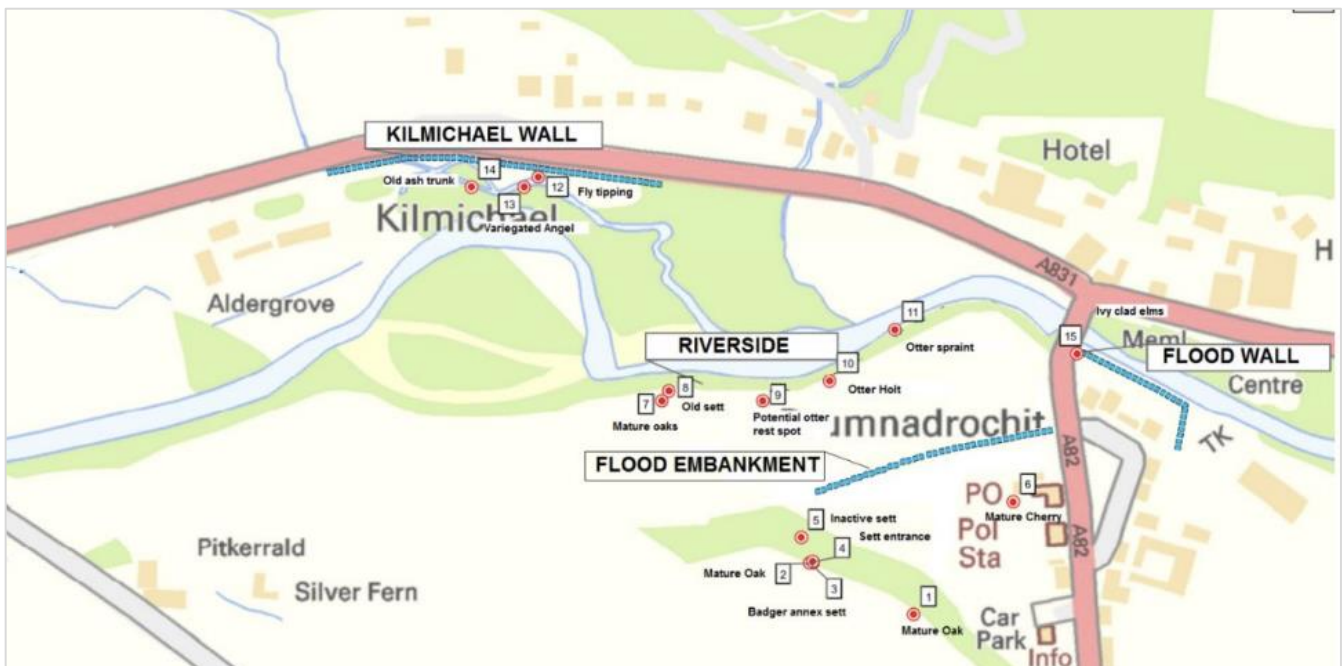 KILMICHAEL WALL
Hotel
14
Old ash trunk
12
Fly tipping
13
Kilmichael
Variegated Angel
H
A831
Aldergrove
11
Ivy clad elms
15
Meml
RIVERSIDE
Otter spraint
FLOOD WALL
10
8
Otter Holt
Centre
7
Old sett
9
Mature oaks
Potential otter
rest spot
umnadrochit
TK
A82
FLOOD EMBANKMENT
6
PO
Mature Cherry
5
Inactive sett
Pol
Sta
A82
4
Sett entrance
Pitkerrald
Mature Oak
2
3
Silver Fern
Badger annex sett
1
Car
Park
Mature Oak
Info